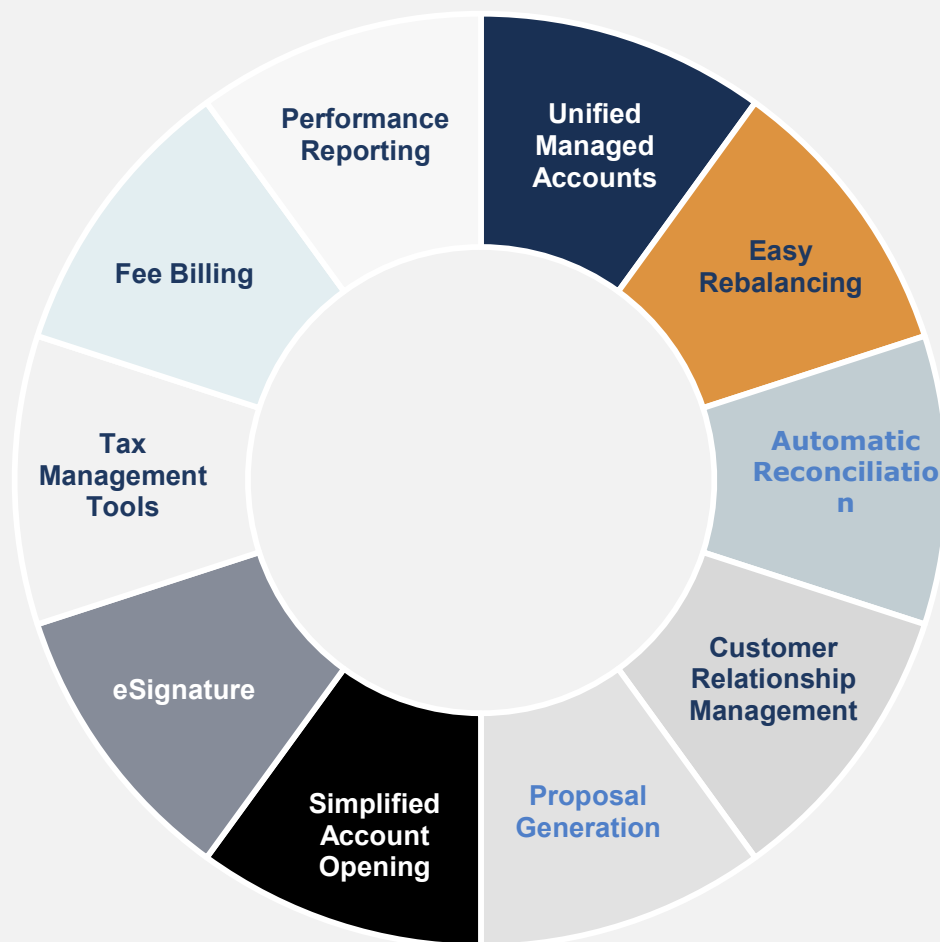 Unified
Managed
Accounts
Easy
Rebalancing
Automatic
Reconciliatio
n
Customer
Relationship
Management
Proposal
Generation
Simplified
Account
Opening
eSignature
Tax
Management
Tools
Fee Billing
Performance
Reporting